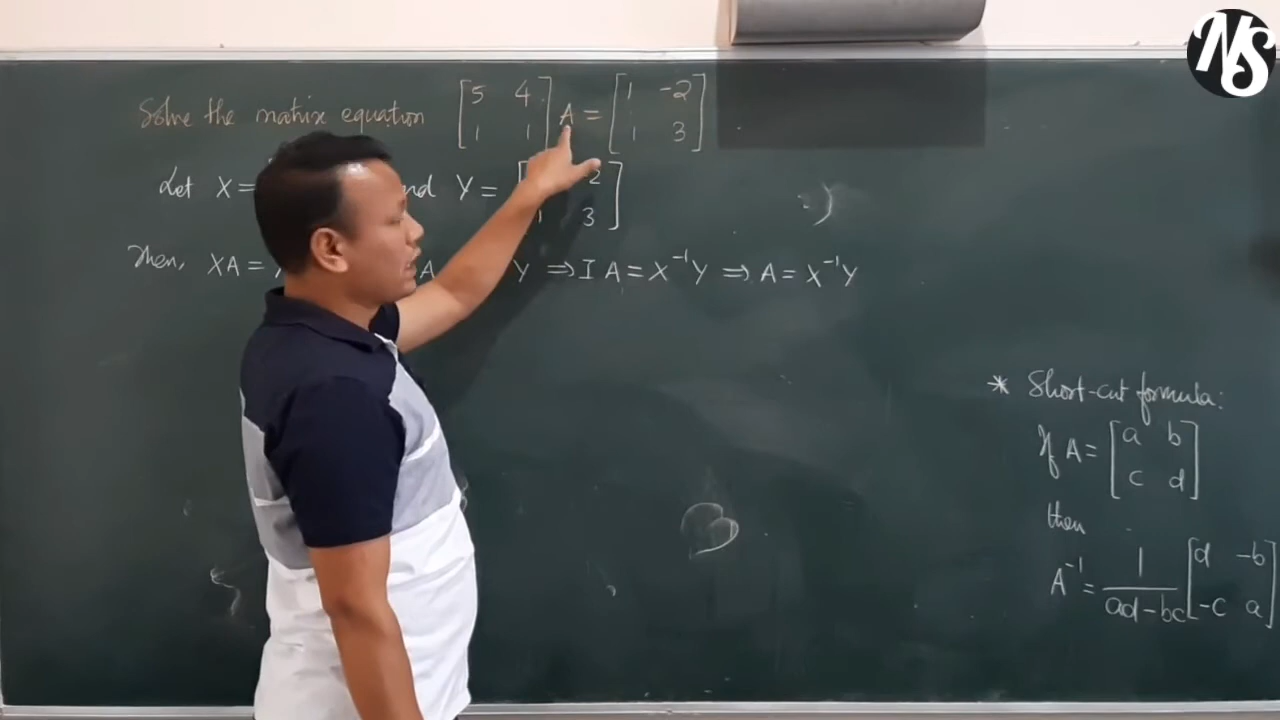 Solve the matrix equation [5 4] A = [1 -2]
[1 1] [1 3]
Let X = and Y = -2
1 3]
Then, XA = A Y ⇒ I A = X⁻¹Y ⇒ A = X⁻¹Y
* Short-cut formula:
If A = [a b]
[c d]
then
A⁻¹ = 1/(ad-bc) [d -b]
[-c a]
NS